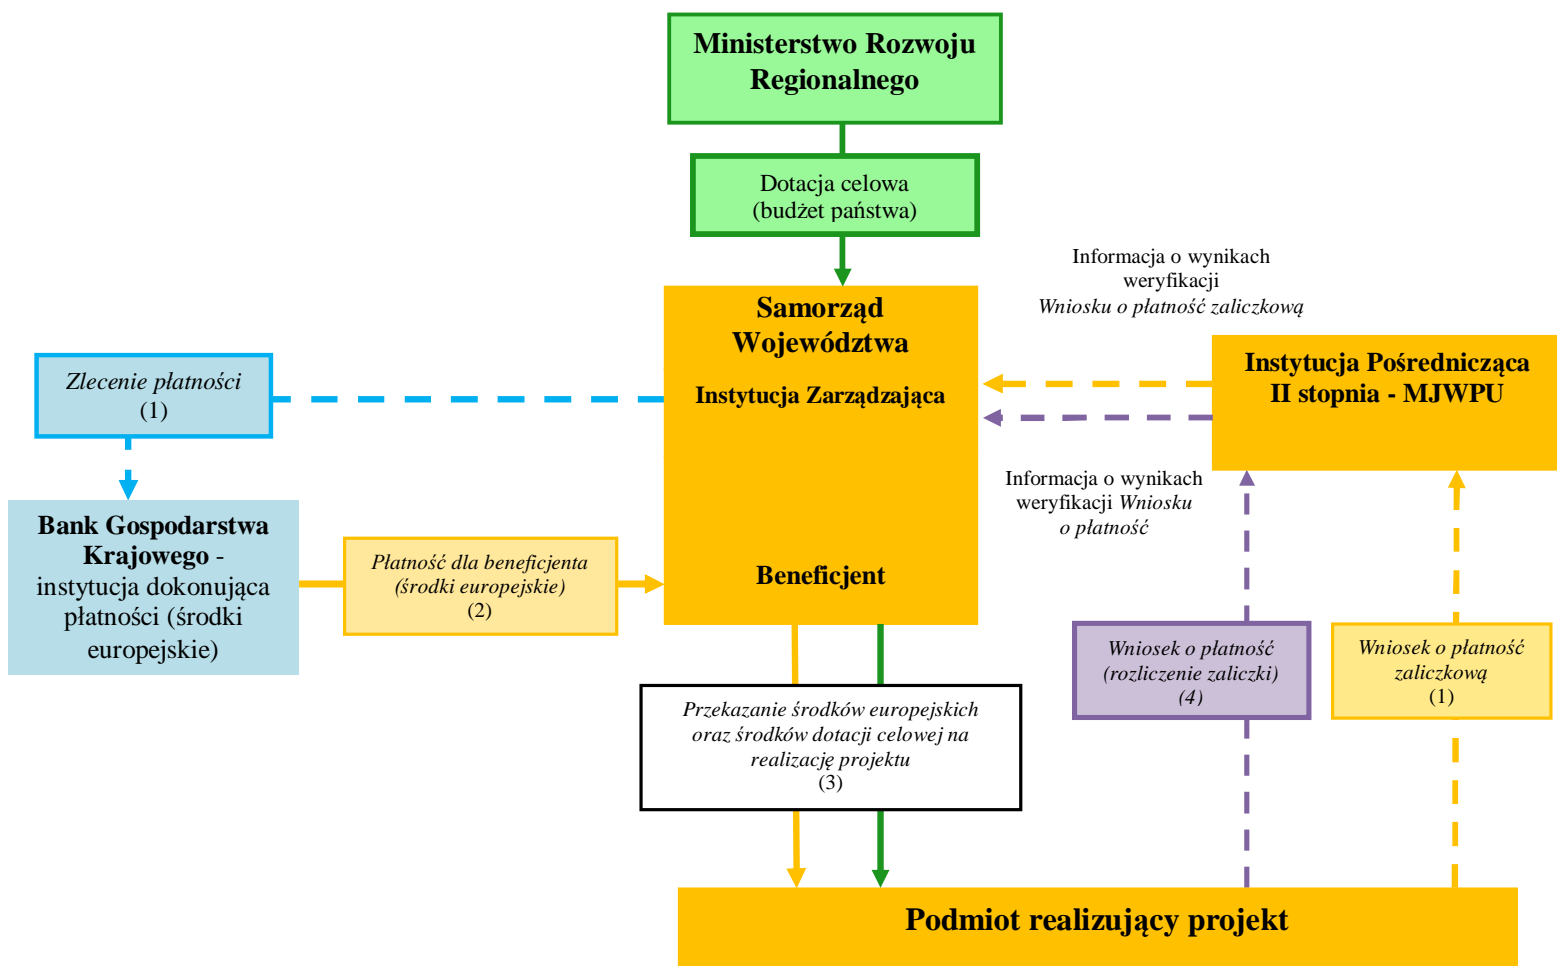 Ministerstwo Rozwoju
Regionalnego
Dotacja celowa
(budżet państwa)
Informacja o wynikach
weryfikacji
Wniosku o płatność zaliczkową
Samorząd
Województwa
Instytucja Zarządzająca
Beneficjent
Instytucja Pośrednicząca
II stopnia - MJWPU
Zlecenie płatności
(1)
Bank Gospodarstwa
Krajowego -
instytucja dokonująca
płatności (środki
europejskie)
Płatność dla beneficjenta
(środki europejskie)
(2)
Informacja o wynikach
weryfikacji Wniosku
o płatność
Wniosek o płatność
(rozliczenie zaliczki)
(4)
Wniosek o płatność
zaliczkową
(1)
Przekazanie środków europejskich
oraz środków dotacji celowej na
realizację projektu
(3)
Podmiot realizujący projekt